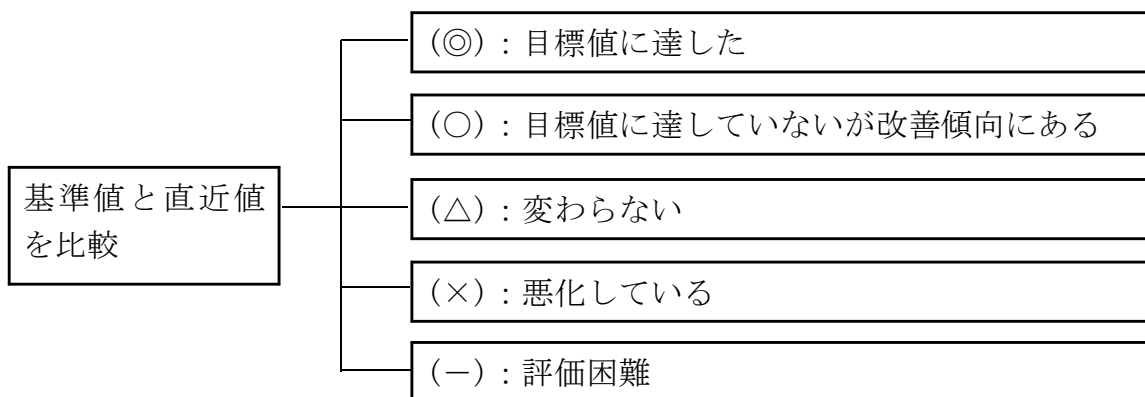 基準値と直近値
を比較
(◎):目標値に達した
(○):目標値に達していないが改善傾向にある
(△):変わらない
(×):悪化している
(-):評価困難